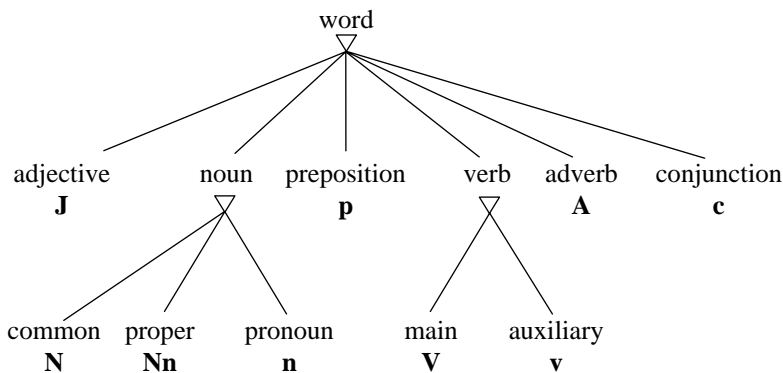 word
adjective noun preposition verb adverb conjunction
J p A c
common proper pronoun main auxiliary
N Nn n V v